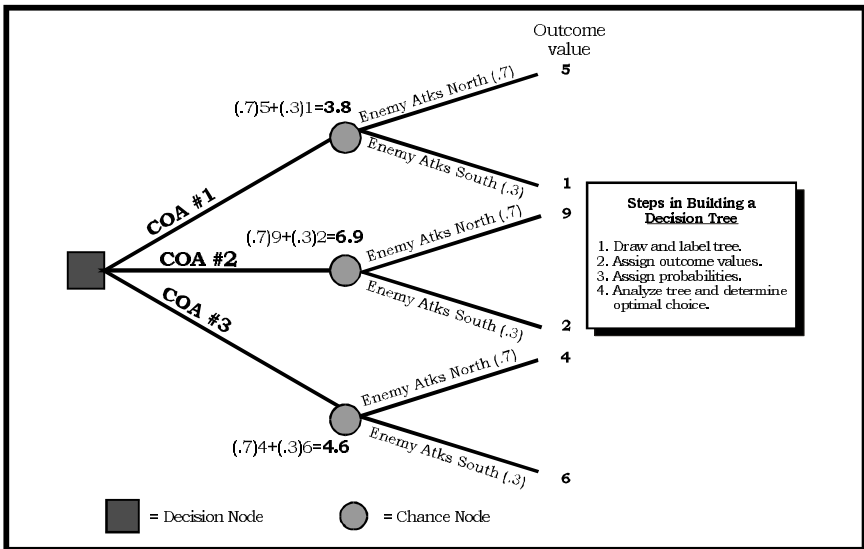 Outcome
value
(.7)5+(.3)1=3.8
Enemy Atks North (.7)
5
Enemy Atks South (.3)
1
COA #1
(.7)9+(.3)2=6.9
Enemy Atks North (.7)
9
COA #2
Enemy Atks South (.3)
2
COA #3
Enemy Atks North (.7)
4
(.7)4+(.3)6=4.6
Enemy Atks South (.3)
6
Steps in Building a
Decision Tree
1. Draw and label tree.
2. Assign outcome values.
3. Assign probabilities.
4. Analyze tree and determine
optimal choice.
= Decision Node
= Chance Node